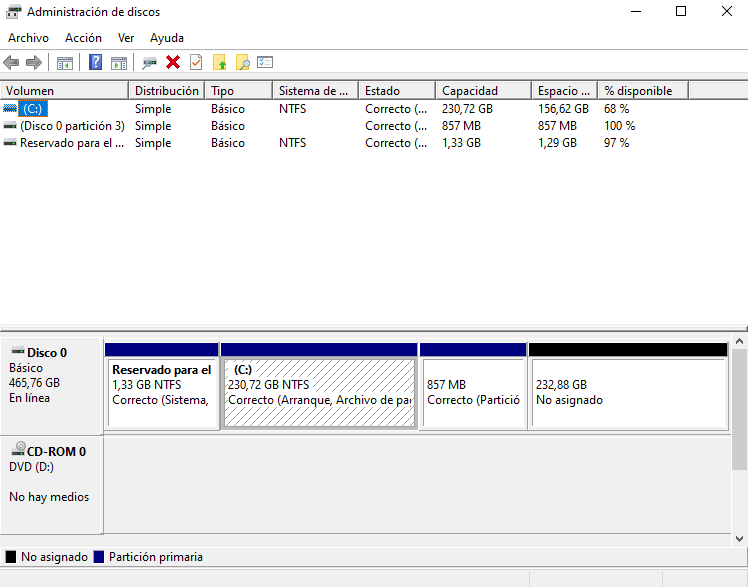 Administración de discos
Archivo Acción Ver Ayuda
Volumen Distribución Tipo Sistema de ... Estado Capacidad Espacio ... % disponible
(C:) Simple Básico NTFS Correcto (... 230,72 GB 156,62 GB 68 %
(Disco 0 partición 3) Simple Básico Correcto (... 857 MB 857 MB 100 %
Reservado para el ... Simple Básico NTFS Correcto (... 1,33 GB 1,29 GB 97 %
Disco 0
Básico
465,76 GB
En línea
Reservado para el
1,33 GB NTFS
Correcto (Sistema,
(C:)
230,72 GB NTFS
Correcto (Arranque, Archivo de pa
857 MB
Correcto (Partició
232,88 GB
No asignado
CD-ROM 0
DVD (D:)
No hay medios
No asignado Partición primaria